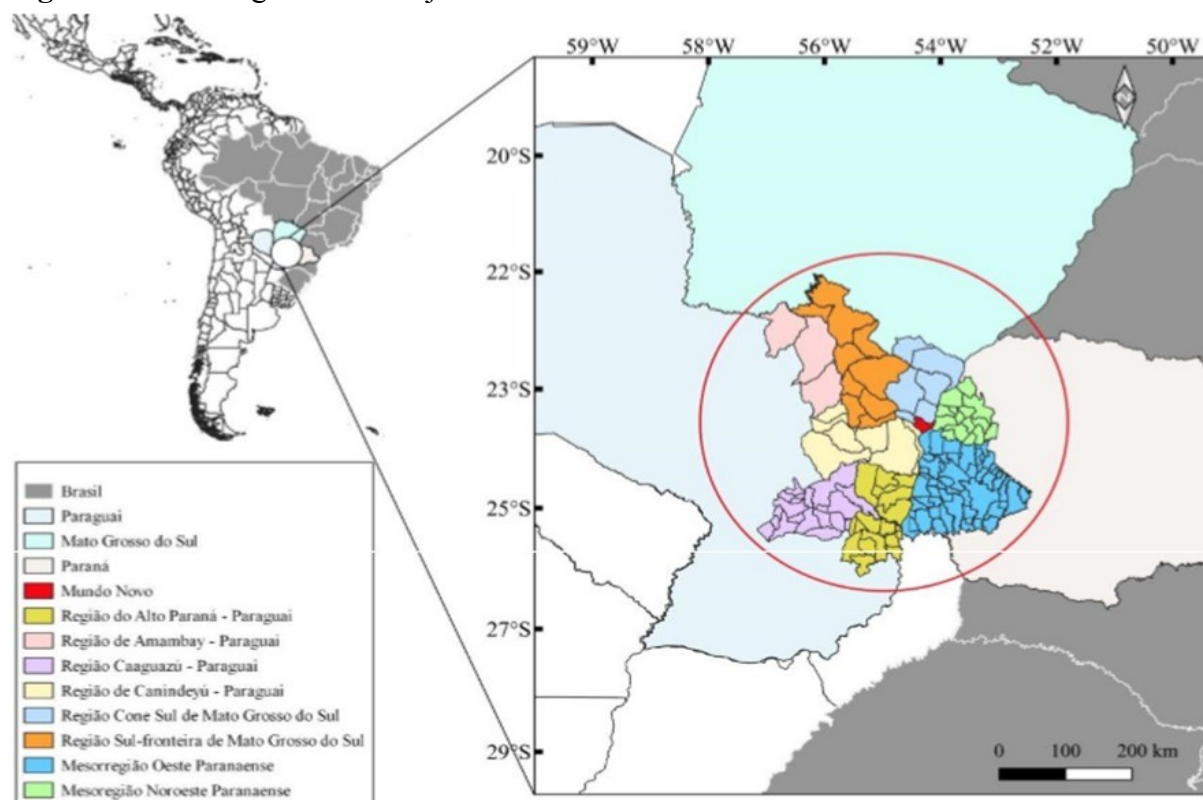 59°W 58°W 56°W 54°W 52°W 50°W
20°S
22°S
23°S
25°S
27°S
29°S
0 100 200 km
Brasil
Paraguai
Mato Grosso do Sul
Paraná
Mundo Novo
Região do Alto Paraná - Paraguai
Região de Amambay - Paraguai
Região Caaguazú - Paraguai
Região de Canindeyú - Paraguai
Região Cone Sul de Mato Grosso do Sul
Região Sul-fronteira de Mato Grosso do Sul
Mesorregião Oeste Paranaense
Mesoregião Noroeste Paranaense